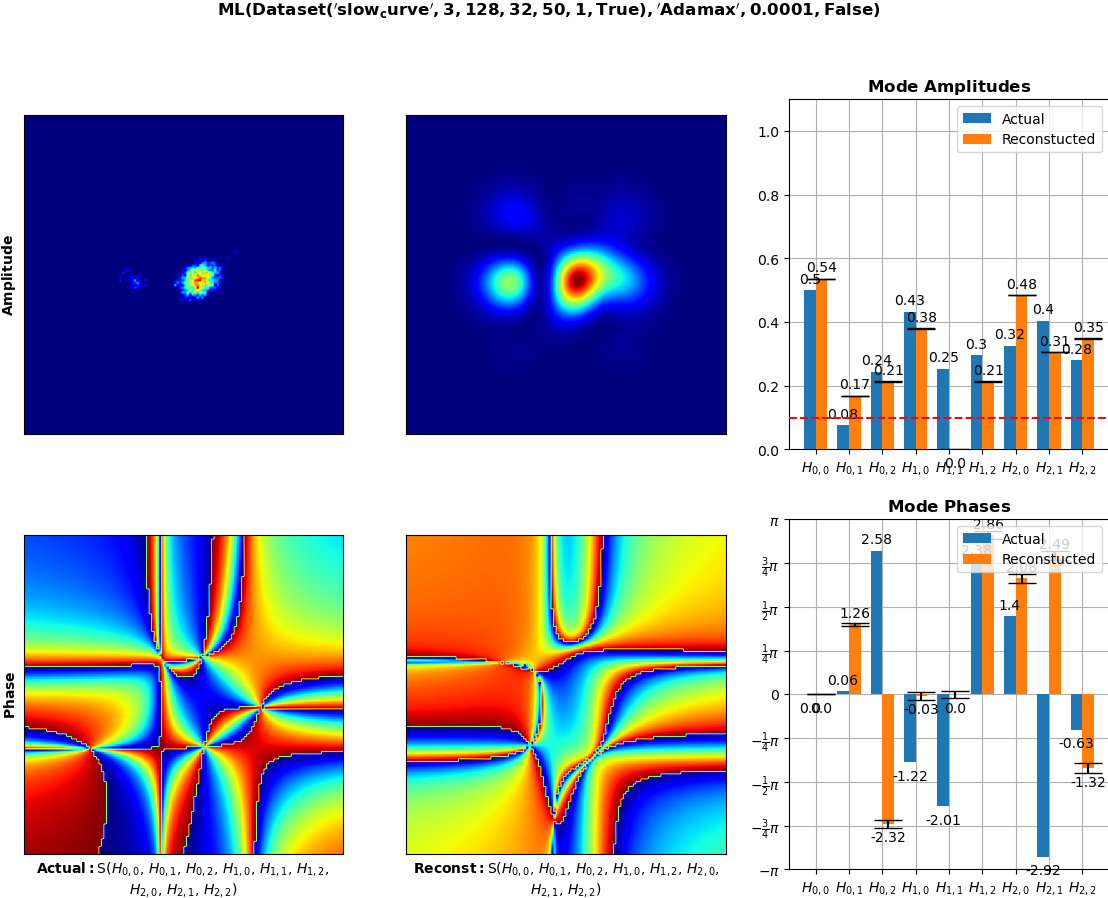 ML(Dataset('slow_curve', 3, 128, 32, 50, 1, True), 'Adamax', 0.0001, False)
Amplitude
Mode Amplitudes
Actual
Reconstucted
1.0
0.8
0.6
0.4
0.2
0.0
0.5 0.54
0.08 0.17
0.24 0.21
0.43 0.38
0.25 0.0
0.3 0.21
0.32 0.48
0.4 0.31
0.28 0.35
H0,0 H0,1 H0,2 H1,0 H1,1 H1,2 H2,0 H2,1 H2,2
Phase
Mode Phases
Actual
Reconstucted
π
3/4π
1/2π
1/4π
0
−1/4π
−1/2π
−3/4π
−π
0.0 0.0
0.06 1.26
2.58 -2.32
-1.22 -0.03
-2.01 0.0
2.38 2.86
1.4 2.08
-2.92 2.49
-0.63 -1.32
H0,0 H0,1 H0,2 H1,0 H1,1 H1,2 H2,0 H2,1 H2,2
Actual: S(H0,0, H0,1, H0,2, H1,0, H1,1, H1,2,
H2,0, H2,1, H2,2)
Reconst: S(H0,0, H0,1, H0,2, H1,0, H1,2, H2,0,
H2,1, H2,2)